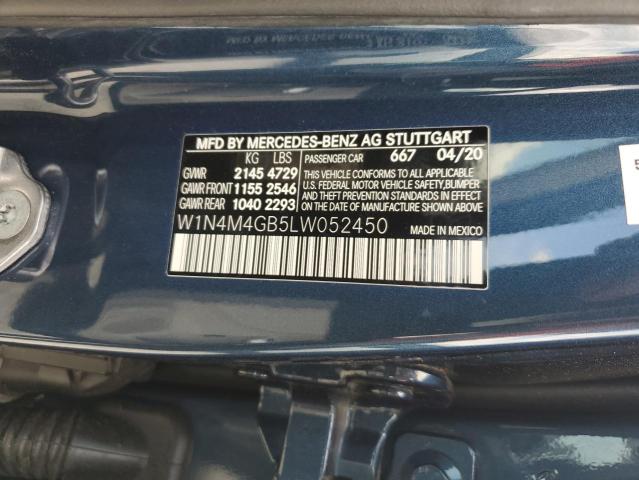 MFD BY MERCEDES-BENZ AG STUTTGART
KG LBS PASSENGER CAR 667 04/20
GVWR 2145 4729
GAWR FRONT 1155 2546
GAWR REAR 1040 2293
THIS VEHICLE CONFORMS TO ALL APPLICABLE
U.S. FEDERAL MOTOR VEHICLE SAFETY,BUMPER
AND THEFT PREVENTION STANDARDS IN EFFECT
ON THE DATE OF MANUFACTURE SHOWN ABOVE.
W1N4M4GB5LW052450
MADE IN MEXICO
5